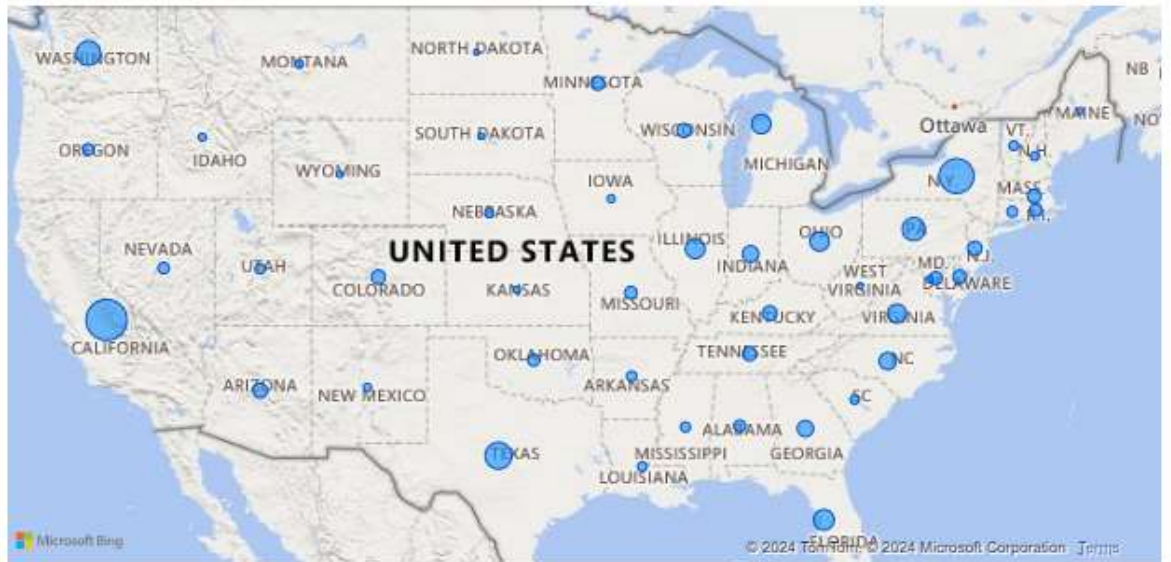 WASHINGTON
MONTANA
NORTH DAKOTA
MINNESOTA
NB
MAINE
NO
OREGON
IDAHO
SOUTH DAKOTA
WISCONSIN
Ottawa
VT.
N.H.
MICHIGAN
WYOMING
IOWA
N.Y.
MASS.
R.I.
NEBRASKA
NEVADA
UTAH
UNITED STATES
ILLINOIS
OHIO
PA
INDIANA
MD.
N.J.
COLORADO
KANSAS
MISSOURI
WEST
VIRGINIA
DELAWARE
KENTUCKY
VIRGINIA
CALIFORNIA
OKLAHOMA
TENNESSEE
NC
ARIZONA
NEW MEXICO
ARKANSAS
SC
ALABAMA
TEXAS
MISSISSIPPI
GEORGIA
LOUISIANA
FLORIDA
Microsoft Bing
© 2024 TomTom, © 2024 Microsoft Corporation Terms